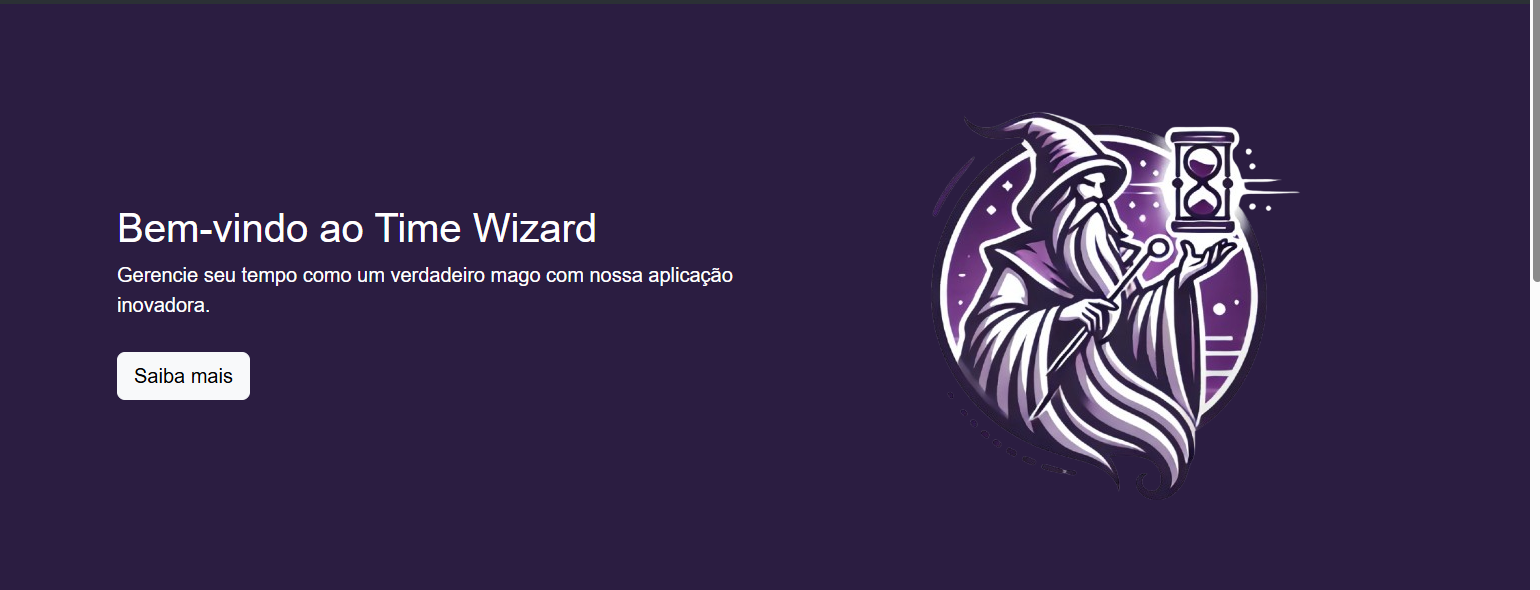 Bem-vindo ao Time Wizard
Gerencie seu tempo como um verdadeiro mago com nossa aplicação
inovadora.
Saiba mais